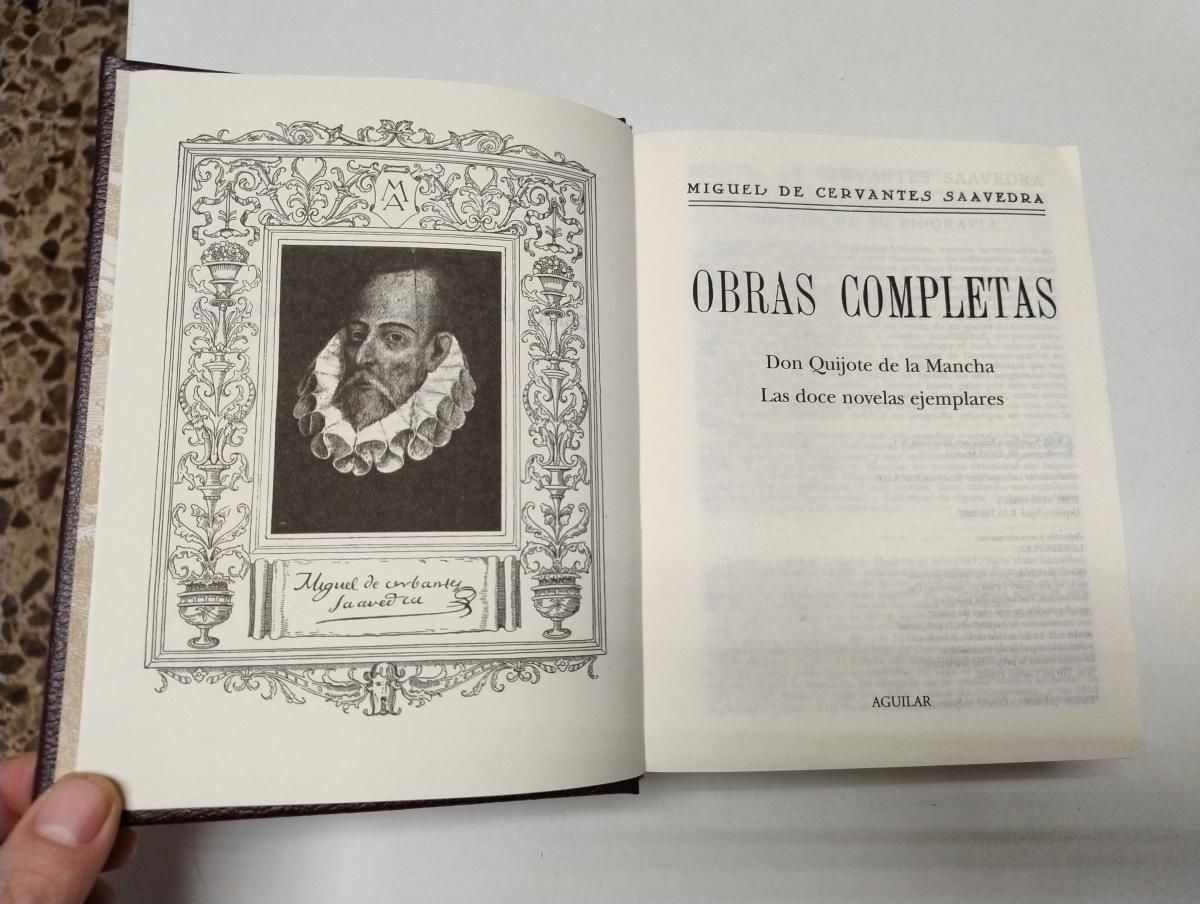 MA
Miguel de cerbantes
Saavedra
MIGUEL DE CERVANTES SAAVEDRA
OBRAS COMPLETAS
Don Quijote de la Mancha
Las doce novelas ejemplares
AGUILAR